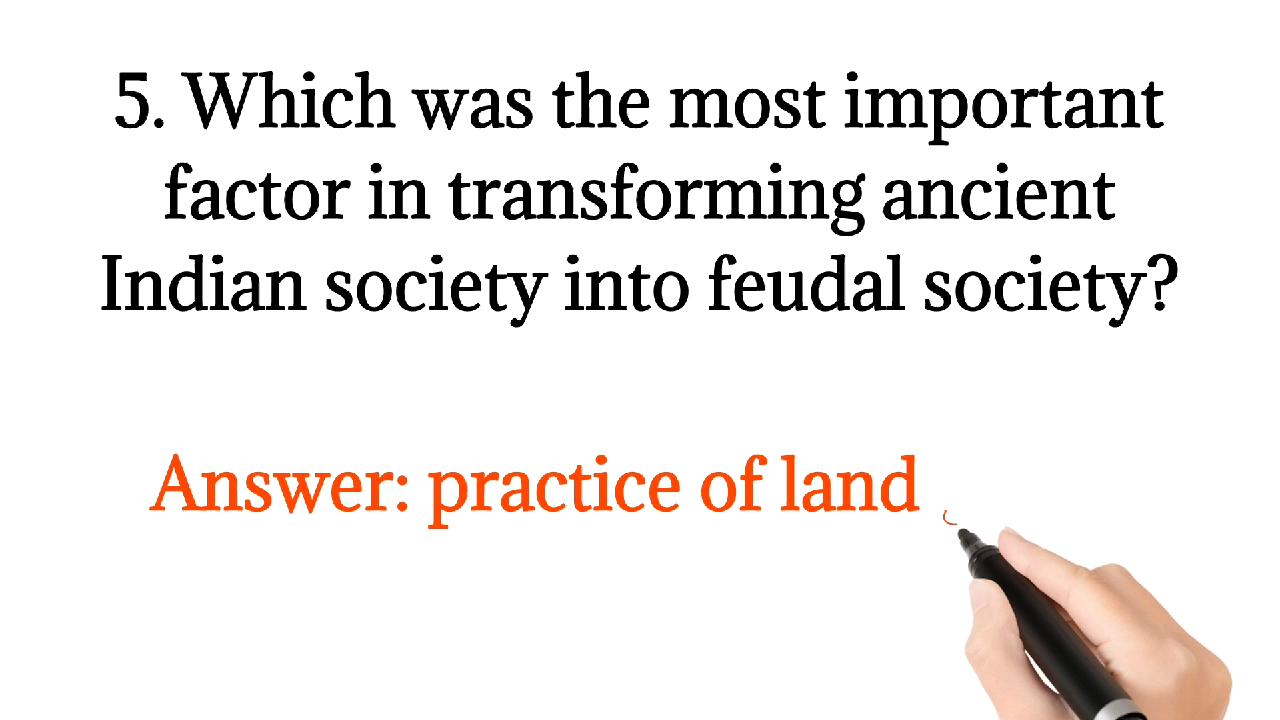 5. Which was the most important
factor in transforming ancient
Indian society into feudal society?
Answer: practice of land